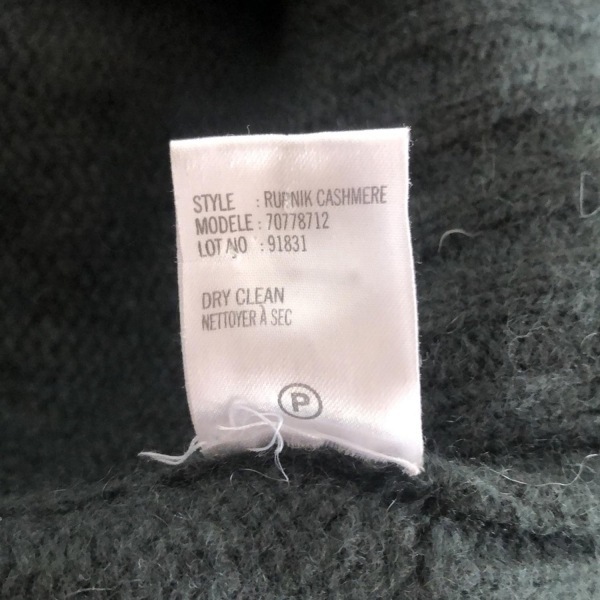 STYLE : RUPNIK CASHMERE
MODELE : 70778712
LOT NO : 91831
DRY CLEAN
NETTOYER À SEC
P